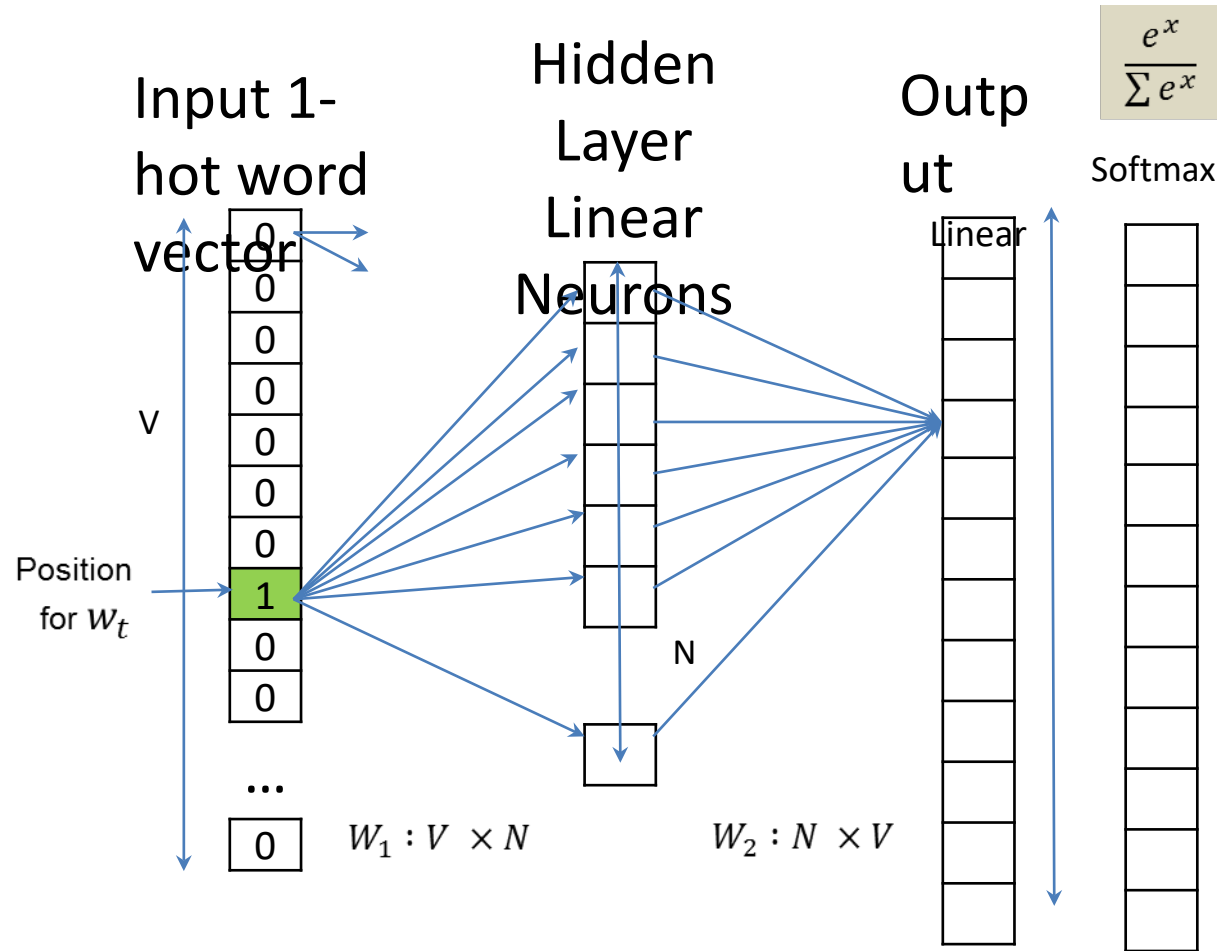 Input 1-
hot word
vector
Hidden
Layer
Linear
Neurons
Outp
ut
Linear
e^x
∑ e^x
Softmax
0
0
0
0
0
0
0
1
0
0
...
0
V
Position
for w_t
N
W_1 : V × N
W_2 : N × V